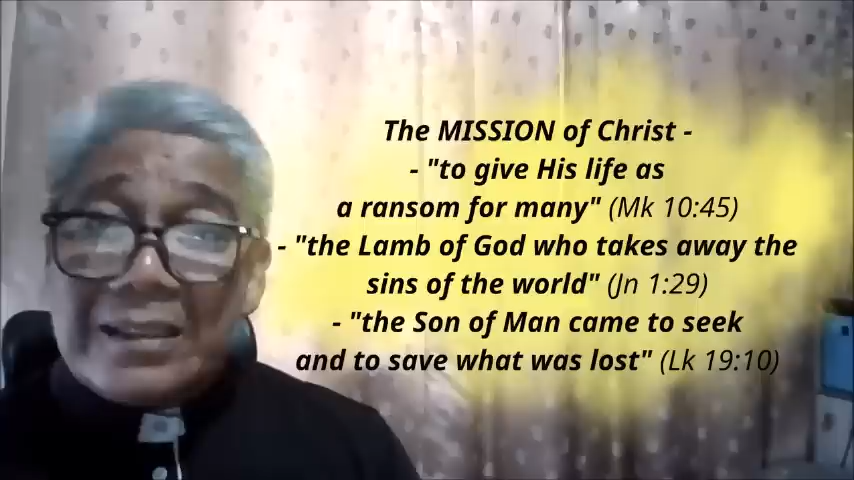 The MISSION of Christ -
- "to give His life as
a ransom for many" (Mk 10:45)
- "the Lamb of God who takes away the
sins of the world" (Jn 1:29)
- "the Son of Man came to seek
and to save what was lost" (Lk 19:10)